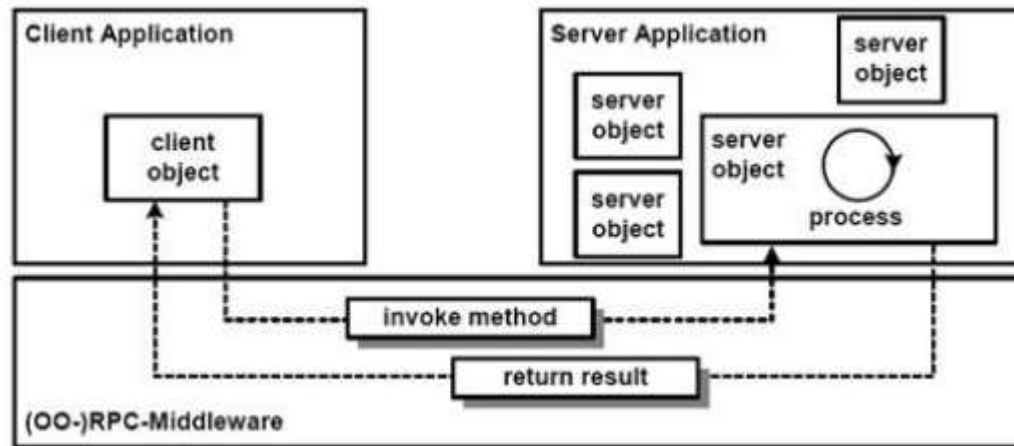 Client Application
client
object
Server Application
server
object
server
object
server
object
server
object
process
invoke method
return result
(OO-)RPC-Middleware